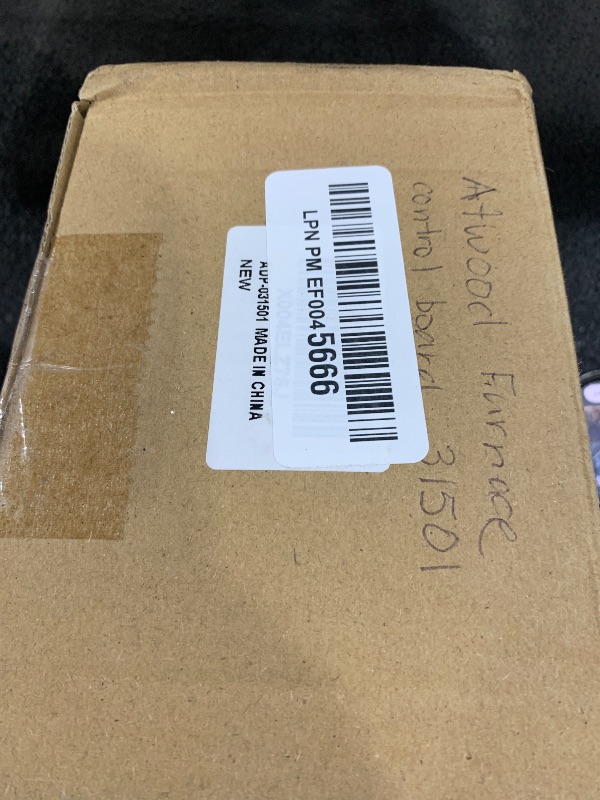 Atwood Furnace
control board 31501
LPN PM EF0045666
ADP-031501 MADE IN CHINA
NEW